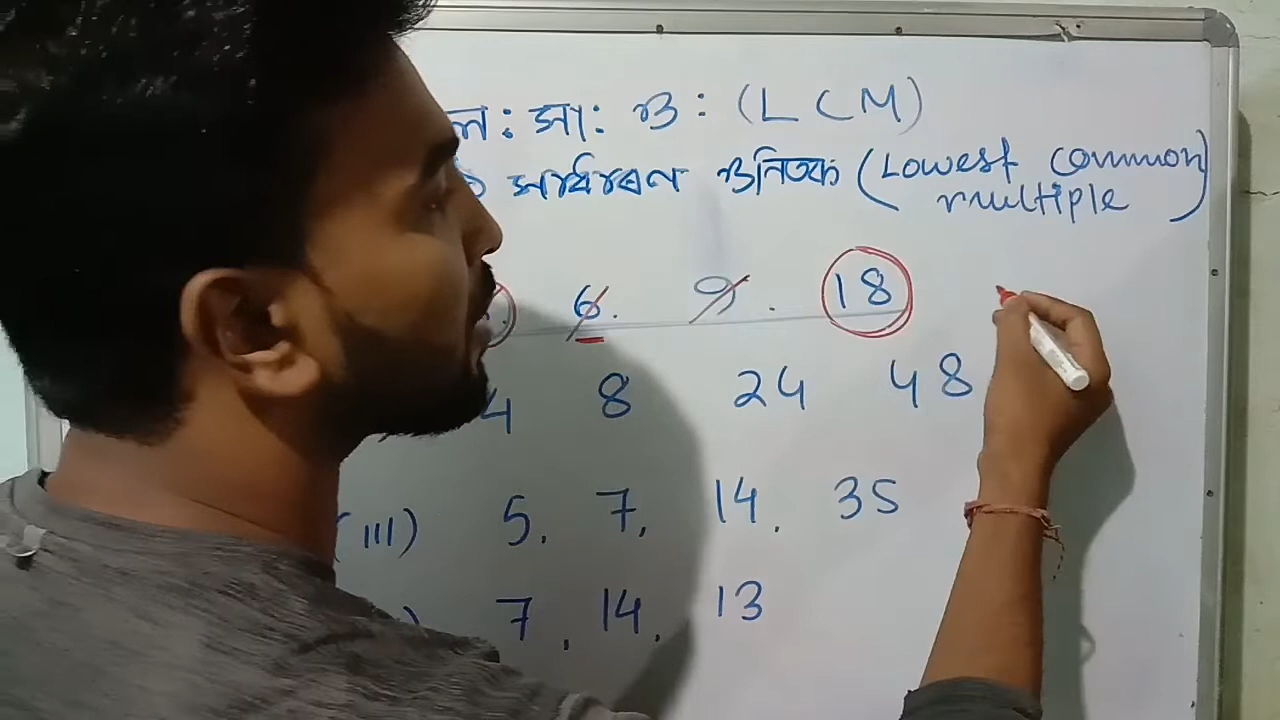 ল: সা: গু: (LCM)
সাধারণ গুনিতক (Lowest common
multiple)
6. 9. 18
4 8 24 48
(III) 5. 7, 14. 35
) 7, 14, 13